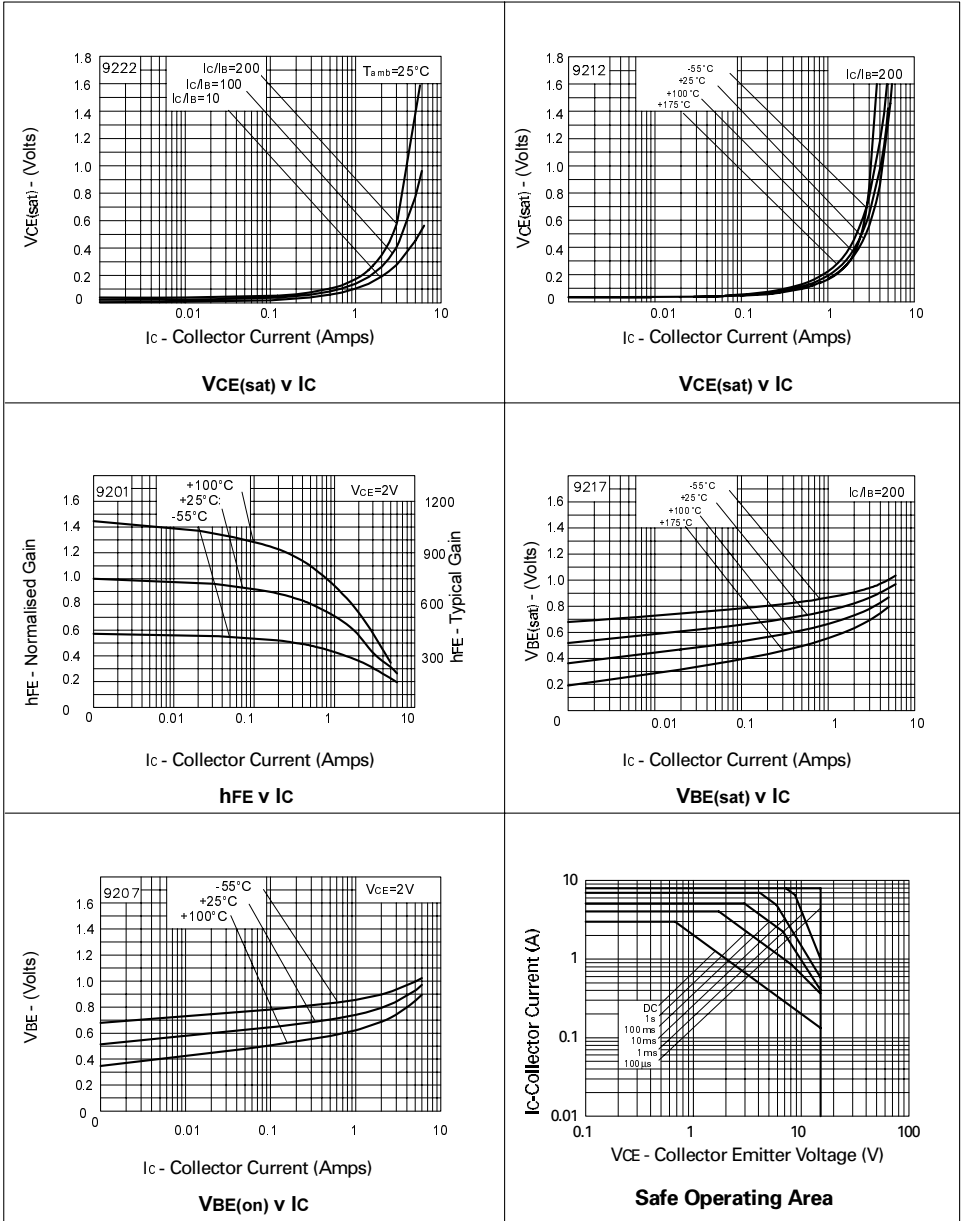 1.8
1.6
1.4
1.2
1.0
0.8
0.6
0.4
0.2
0
VCE(sat) - (Volts)
9222
IC/IB=200
IC/IB=100
IC/IB=10
Tamb=25°C
0.01
0.1
1
10
IC - Collector Current (Amps)
VCE(sat) v IC
1.8
1.6
1.4
1.2
1.0
0.8
0.6
0.4
0.2
0
VCE(sat) - (Volts)
9212
-55°C
+25°C
+100°C
+175°C
IC/IB=200
0.01
0.1
1
10
IC - Collector Current (Amps)
VCE(sat) v IC
1.6
1.4
1.2
1.0
0.8
0.6
0.4
0.2
0
hFE - Normalised Gain
9201
+100°C
+25°C:
-55°C
VCE=2V
1200
900
600
300
hFE - Typical Gain
0
0.01
0.1
1
10
IC - Collector Current (Amps)
hFE v IC
1.6
1.4
1.2
1.0
0.8
0.6
0.4
0.2
VBE(sat) - (Volts)
9217
-55°C
+25°C
+100°C
+175°C
IC/IB=200
0
0.01
0.1
1
10
IC - Collector Current (Amps)
VBE(sat) v IC
1.6
1.4
1.2
1.0
0.8
0.6
0.4
0.2
0
VBE - (Volts)
9207
-55°C
+25°C
+100°C
VCE=2V
0
0.01
0.1
1
10
IC - Collector Current (Amps)
VBE(on) v IC
10
1
0.1
0.01
IC-Collector Current (A)
DC
1s
100ms
10ms
1ms
100µs
0.1
1
10
100
VCE - Collector Emitter Voltage (V)
Safe Operating Area